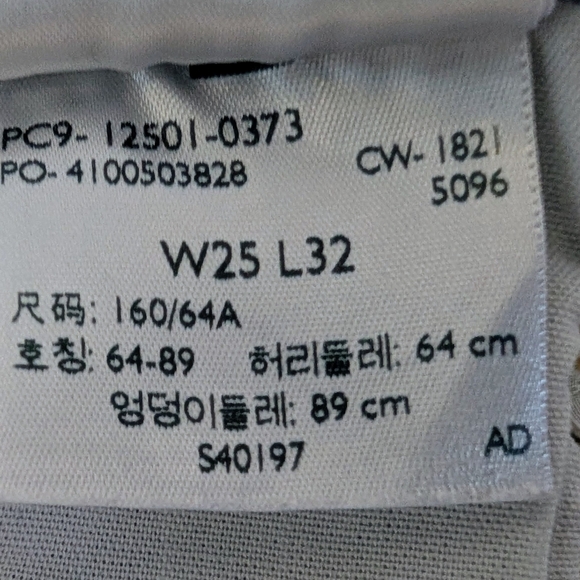 PC9- 12501-0373
PO- 4100503828
CW- 1821
5096
W25 L32
尺码: 160/64A
호칭: 64-89 허리둘레: 64 cm
엉덩이둘레: 89 cm
S40197
AD